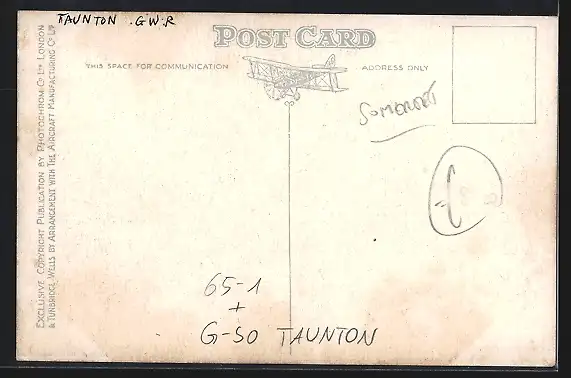 TAUNTON . GW.R
POST CARD
THIS SPACE FOR COMMUNICATION
ADDRESS ONLY
SOMERSET
EXCLUSIVE COPYRIGHT PUBLICATION BY PHOTOCHROM CO LTD LONDON
& TUNBRIDGE WELLS BY ARRANGEMENT WITH THE AIRCRAFT MANUFACTURING CO LTD
65-1
+
G-SO TAUNTON